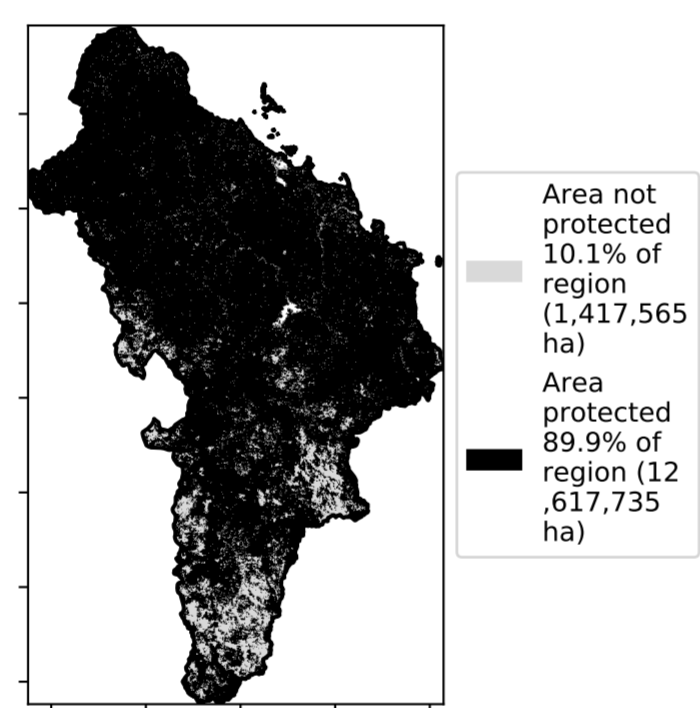 Area not
protected
10.1% of
region
(1,417,565
ha)
Area
protected
89.9% of
region (12
,617,735
ha)